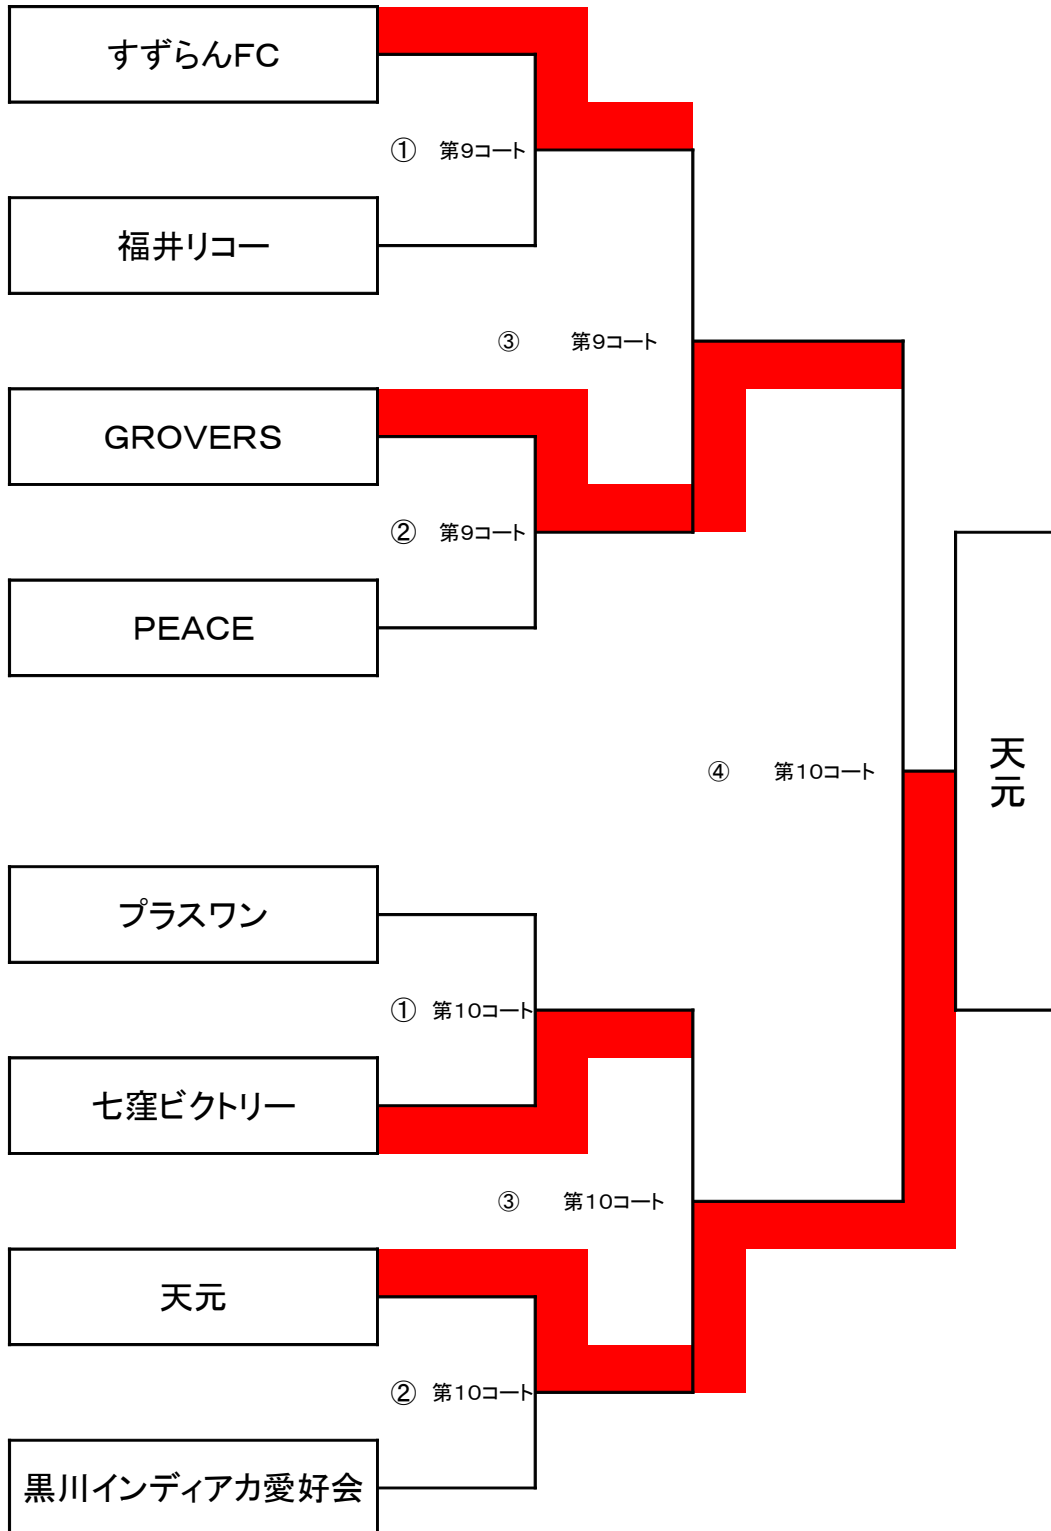 すずらんFC
① 第9コート
福井リコー
③ 第9コート
GROVERS
② 第9コート
PEACE
④ 第10コート
天元
プラスワン
① 第10コート
七窪ビクトリー
③ 第10コート
天元
② 第10コート
黒川インディアカ愛好会